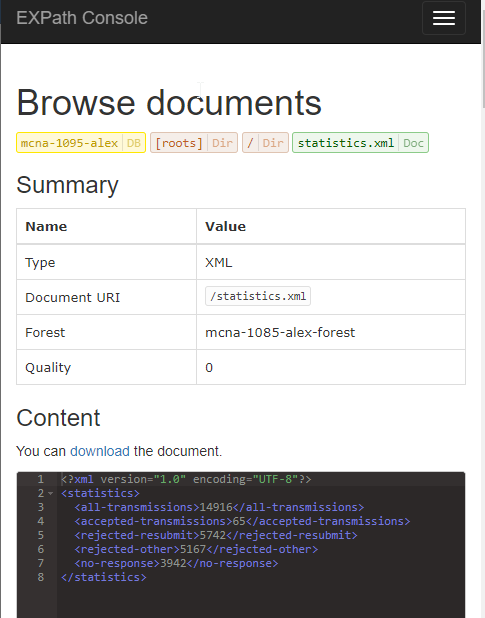 EXPath Console
Browse documents
mcna-1095-alex DB [roots] Dir / Dir statistics.xml Doc
Summary
Name Value
Type XML
Document URI /statistics.xml
Forest mcna-1085-alex-forest
Quality 0
Content
You can download the document.
1 <?xml version="1.0" encoding="UTF-8"?>
2 <statistics>
3 <all-transmissions>14916</all-transmissions>
4 <accepted-transmissions>65</accepted-transmissions>
5 <rejected-resubmit>5742</rejected-resubmit>
6 <rejected-other>5167</rejected-other>
7 <no-response>3942</no-response>
8 </statistics>